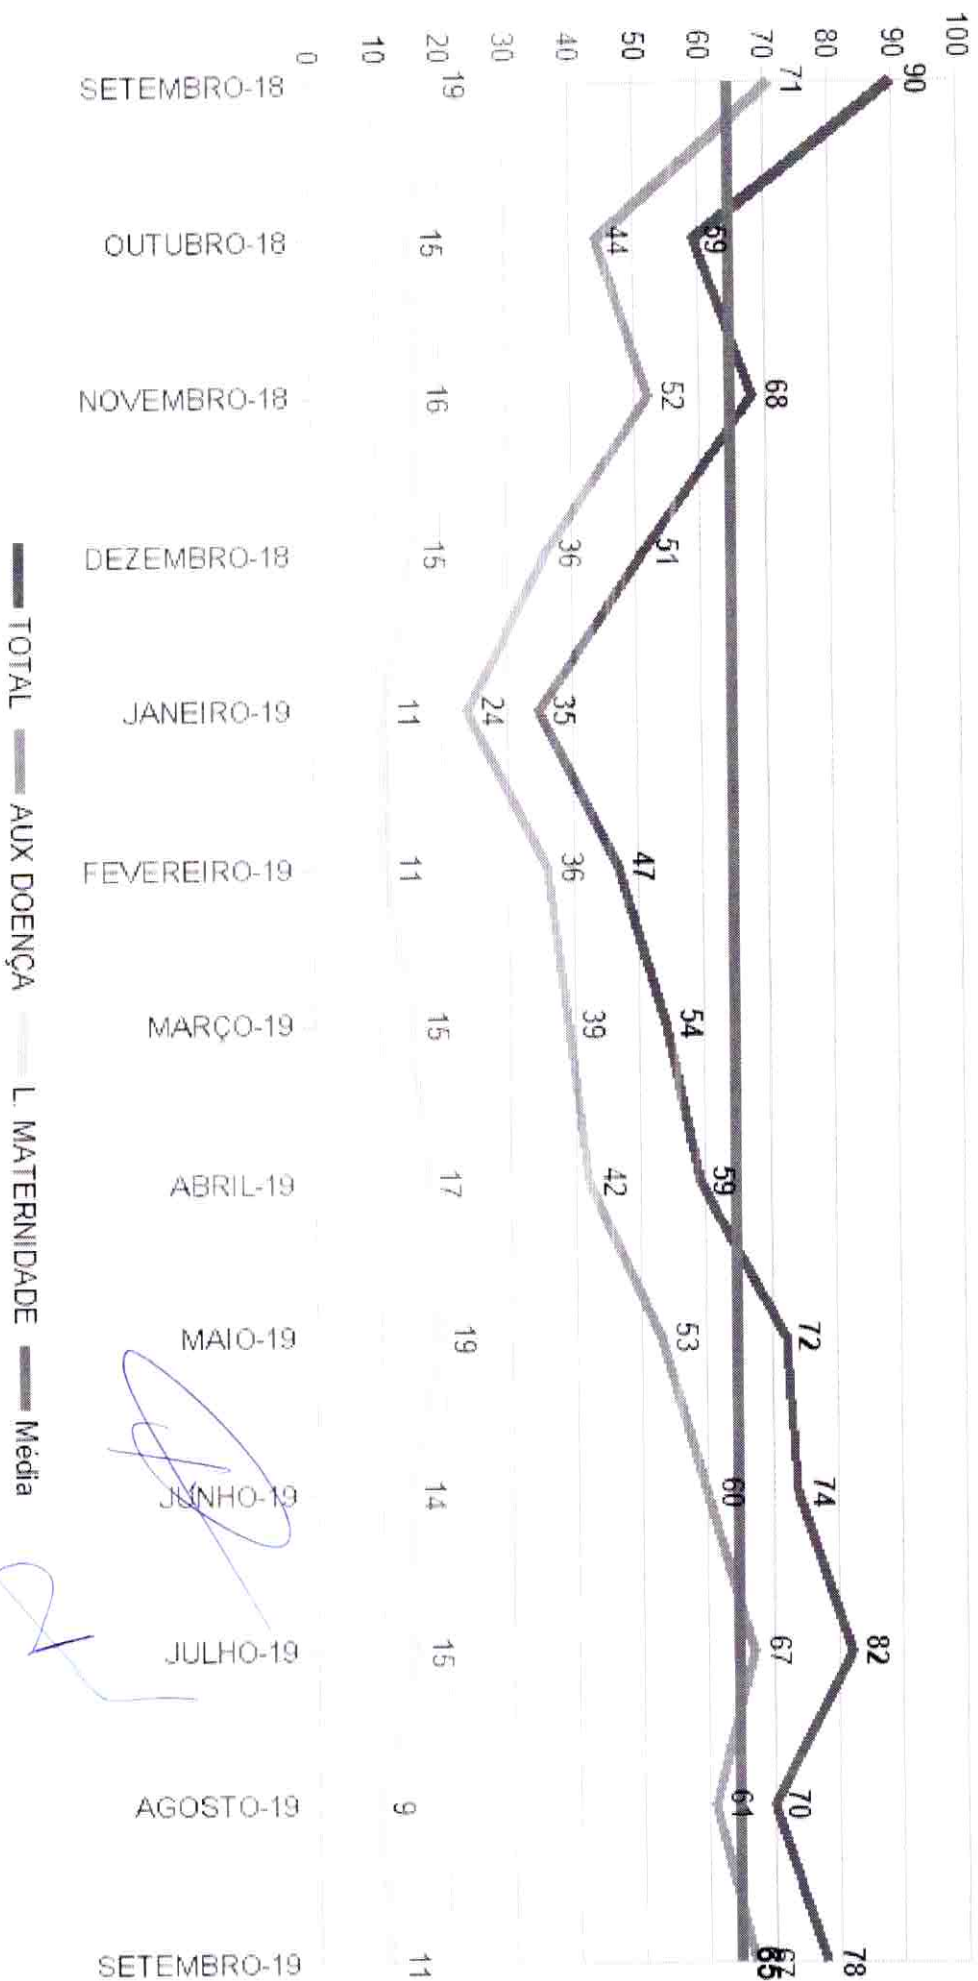 100
90
80
70
60
50
40
30
20
10
0
90 59 68 51 35 47 54 59 72 74 82 70 78
71 44 52 36 24 36 39 42 53 60 67 61 67
65
19 15 16 15 11 11 15 17 19 14 15 9 11
SETEMBRO-18
OUTUBRO-18
NOVEMBRO-18
DEZEMBRO-18
JANEIRO-19
FEVEREIRO-19
MARÇO-19
ABRIL-19
MAIO-19
JUNHO-19
JULHO-19
AGOSTO-19
SETEMBRO-19
TOTAL AUX DOENÇA L. MATERNIDADE Média